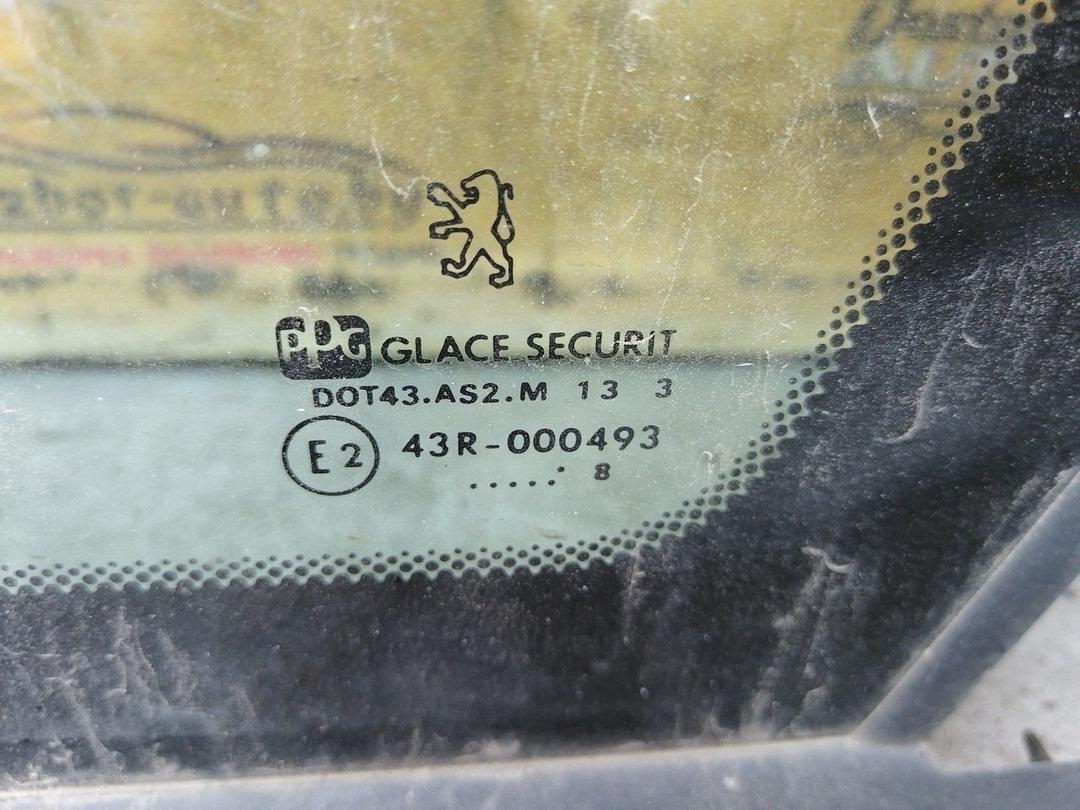 PPG GLACE SECURIT
DOT43.AS2.M 13 3
E2 43R-000493
.....· 8